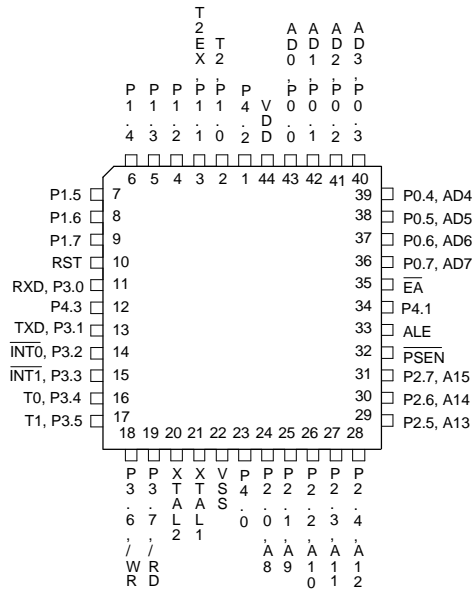 T2EX, P1.1
T2, P1.0
AD0, P0.0
AD1, P0.1
AD2, P0.2
AD3, P0.3
P1.4
P1.3
P1.2
P4.2
VDD
6 5 4 3 2 1 44 43 42 41 40
P1.5 7
P1.6 8
P1.7 9
RST 10
RXD, P3.0 11
P4.3 12
TXD, P3.1 13
INT0, P3.2 14
INT1, P3.3 15
T0, P3.4 16
T1, P3.5 17
39 P0.4, AD4
38 P0.5, AD5
37 P0.6, AD6
36 P0.7, AD7
35 EA
34 P4.1
33 ALE
32 PSEN
31 P2.7, A15
30 P2.6, A14
29 P2.5, A13
18 19 20 21 22 23 24 25 26 27 28
P3.6, /WR
P3.7, /RD
XTAL2
XTAL1
VSS
P4.0
P2.0, A8
P2.1, A9
P2.2, A10
P2.3, A11
P2.4, A12